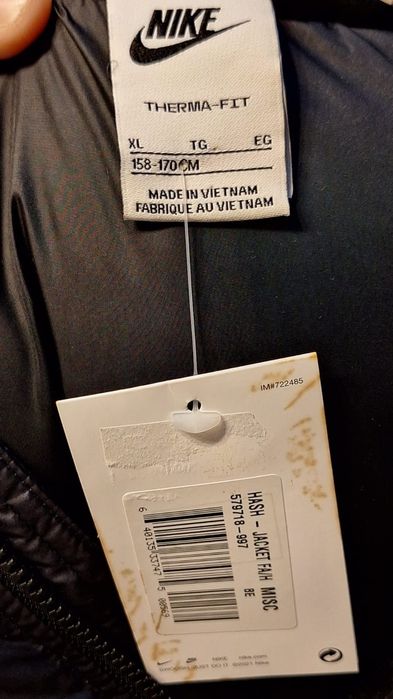 NIKE
THERMA-FIT
XL TG EG
158-170CM
MADE IN VIETNAM
FABRIQUE AU VIETNAM
IM#722485
HASH - JACKET FAIH MISC
579718-997
BE
NIKE nike.com